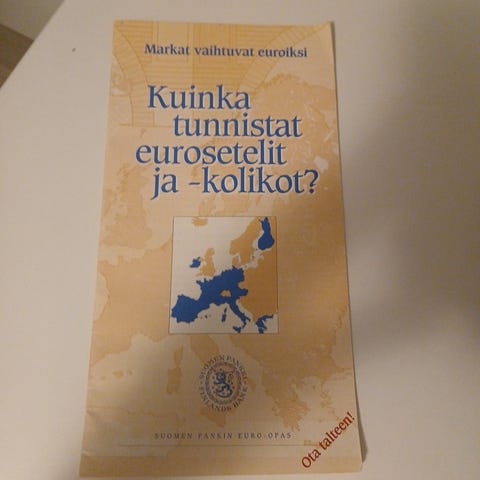 Markat vaihtuvat euroiksi
Kuinka
tunnistat
eurosetelit
ja -kolikot?
SUOMEN PANKKI
FINLANDS BANK
SUOMEN PANKIN EURO-OPAS
Ota talteen!